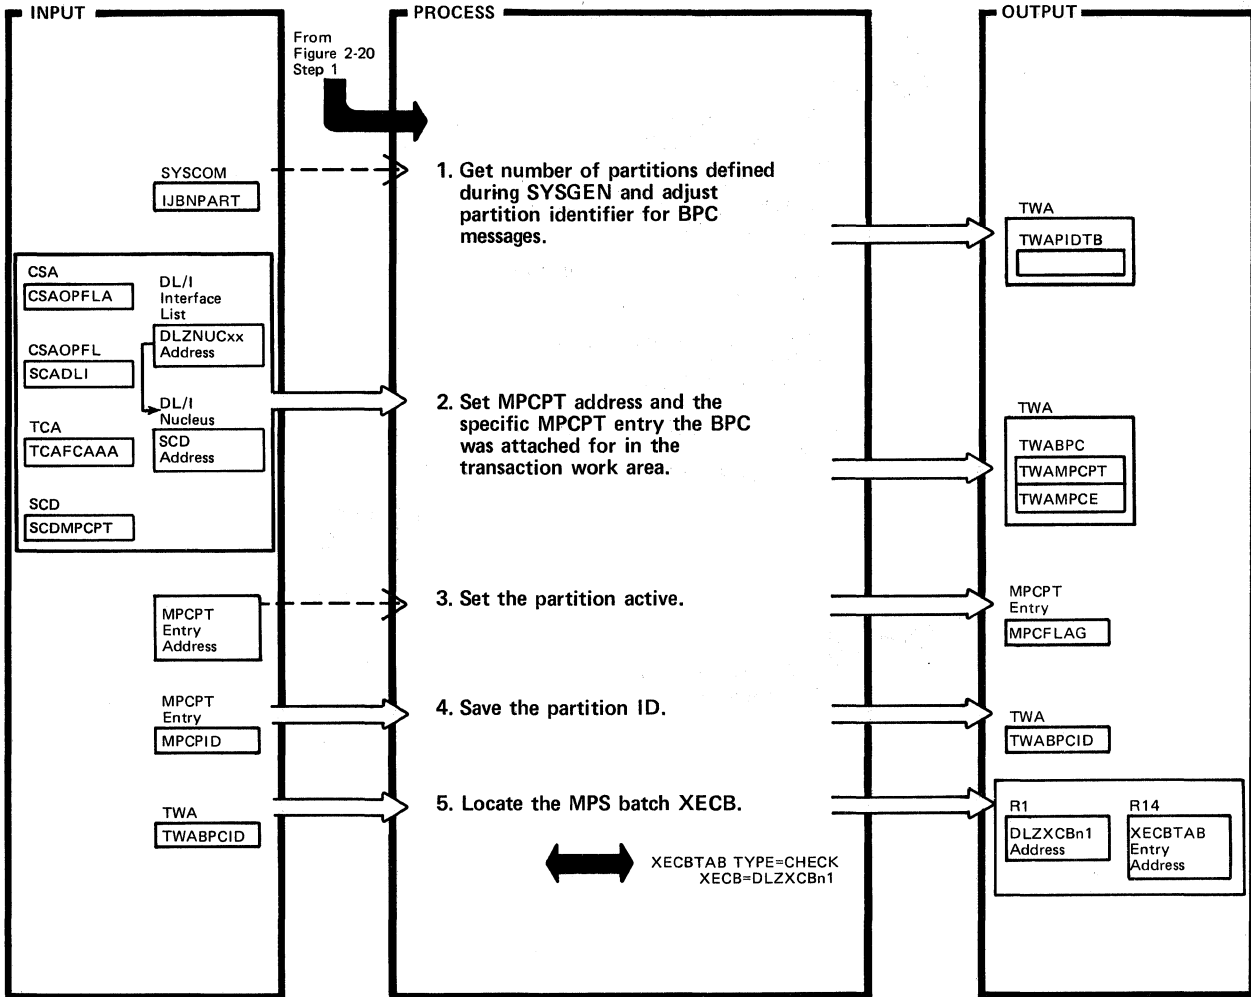 INPUT
PROCESS
OUTPUT
From
Figure 2-20
Step 1
SYSCOM
IJBNPART
1. Get number of partitions defined
during SYSGEN and adjust
partition identifier for BPC
messages.
TWA
TWAPIDTB
CSA
CSAOPFLA
DL/I
Interface
List
DLZNUCxx
Address
CSAOPFL
SCADLI
DL/I
Nucleus
SCD
Address
TCA
TCAFCAAA
SCD
SCDMPCPT
2. Set MPCPT address and the
specific MPCPT entry the BPC
was attached for in the
transaction work area.
TWA
TWABPC
TWAMPCPT
TWAMPCE
MPCPT
Entry
Address
3. Set the partition active.
MPCPT
Entry
MPCFLAG
MPCPT
Entry
MPCPID
4. Save the partition ID.
TWA
TWABPCID
TWA
TWABPCID
5. Locate the MPS batch XECB.
XECBTAB TYPE=CHECK
XECB=DLZXCBn1
R1
DLZXCBn1
Address
R14
XECBTAB
Entry
Address